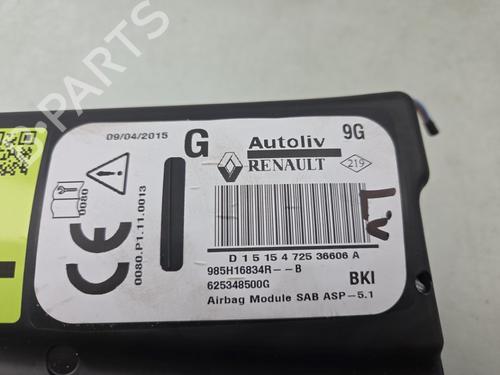 09/04/2015
G
Autoliv
9G
RENAULT
219
0080
CE
0080.P1.11.0013
LV
D 1 5 15 4 725 36606 A
985H16834R--B
625348500G
BKI
Airbag Module SAB ASP-5.1